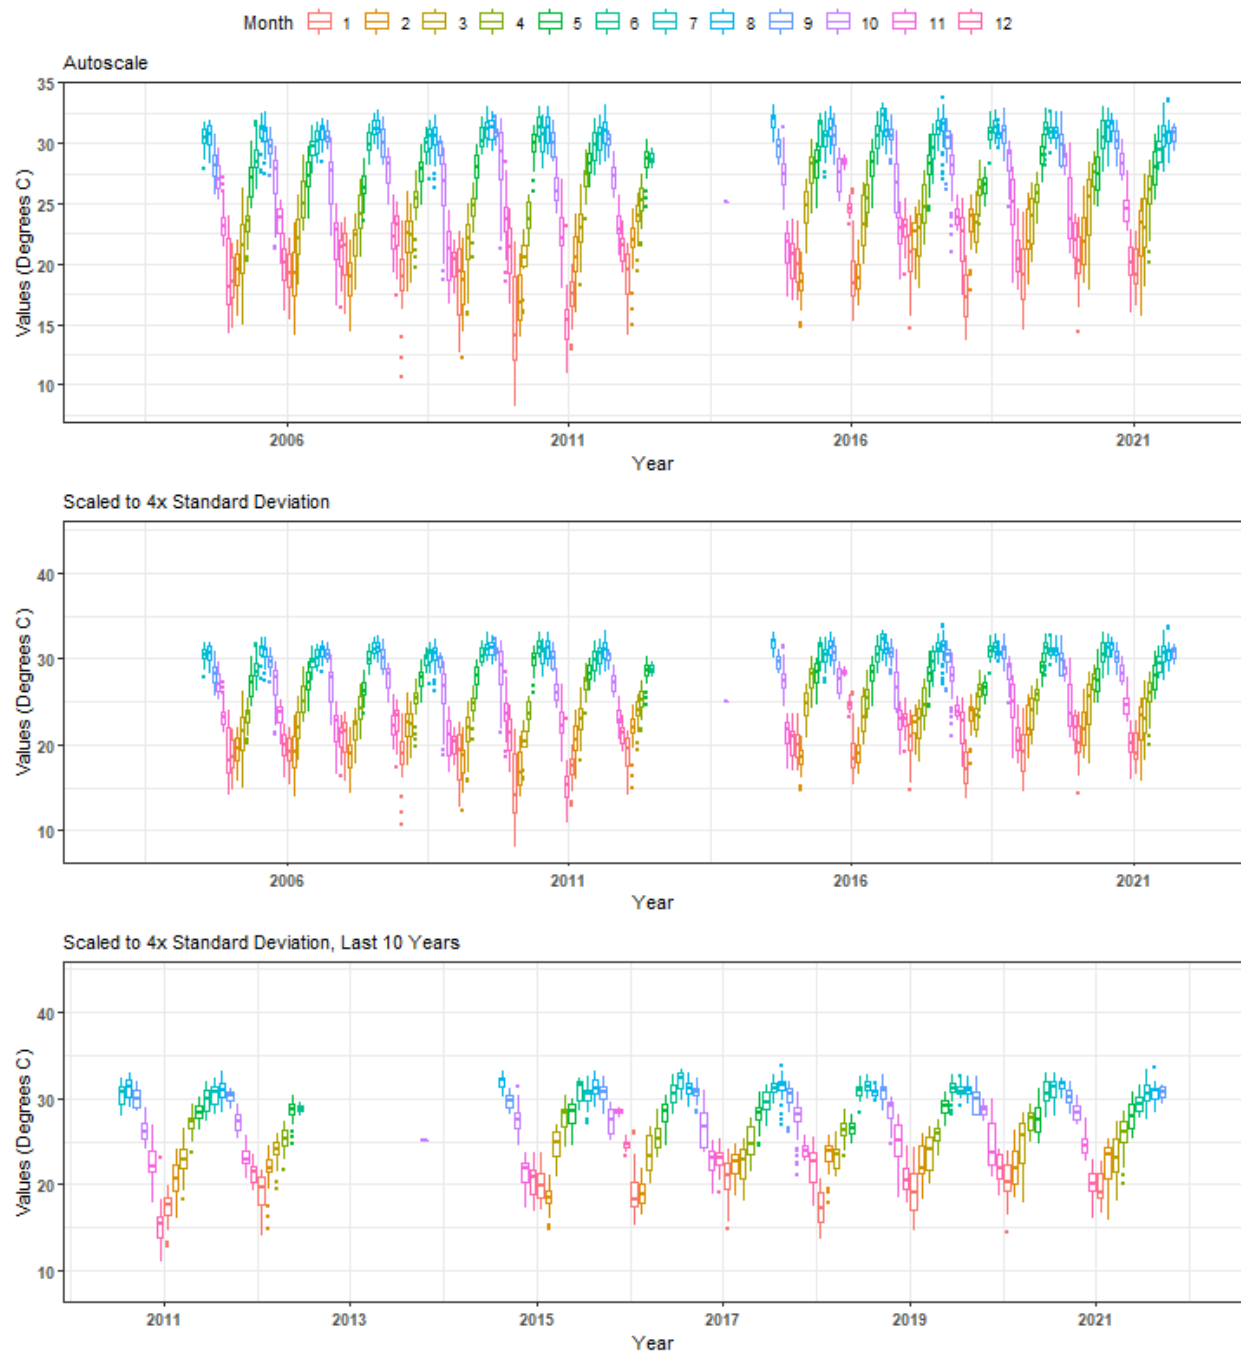 Month 1 2 3 4 5 6 7 8 9 10 11 12
Autoscale
35
30
25
20
15
10
Values (Degrees C)
2006 2011 2016 2021
Year
Scaled to 4x Standard Deviation
40
30
20
10
Values (Degrees C)
2006 2011 2016 2021
Year
Scaled to 4x Standard Deviation, Last 10 Years
40
30
20
10
Values (Degrees C)
2011 2013 2015 2017 2019 2021
Year